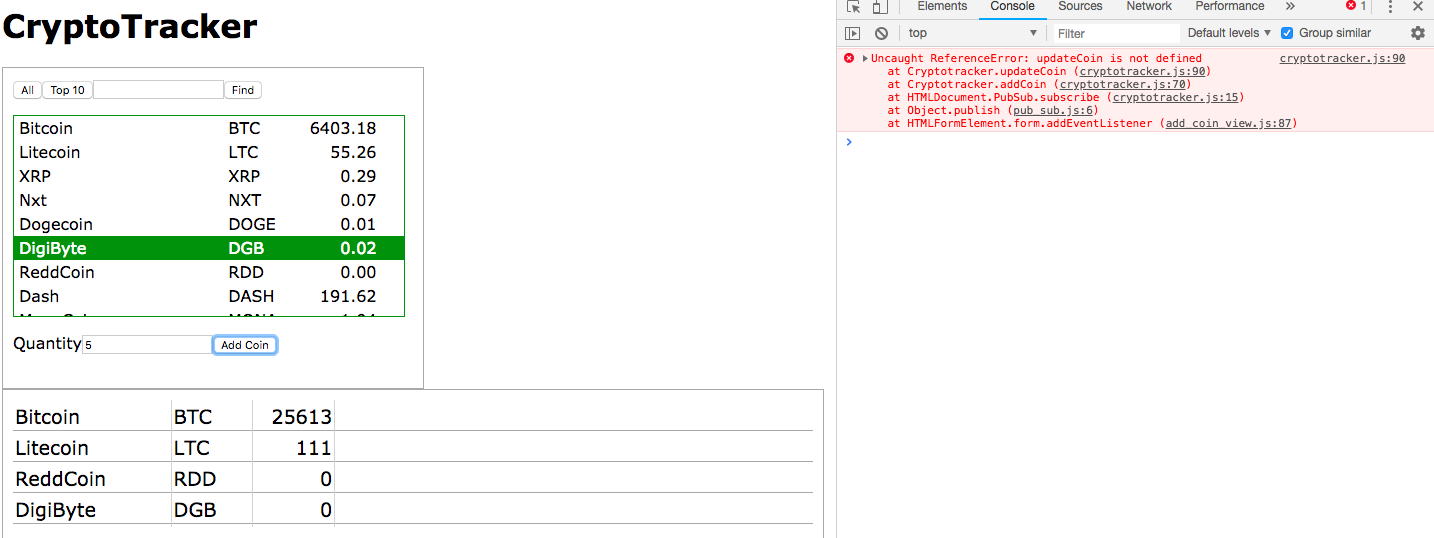 CryptoTracker
All Top 10 Find
Bitcoin BTC 6403.18
Litecoin LTC 55.26
XRP XRP 0.29
Nxt NXT 0.07
Dogecoin DOGE 0.01
DigiByte DGB 0.02
ReddCoin RDD 0.00
Dash DASH 191.62
Quantity 5 Add Coin
Bitcoin BTC 25613
Litecoin LTC 111
ReddCoin RDD 0
DigiByte DGB 0
Elements Console Sources Network Performance » 1
top Filter Default levels Group similar
Uncaught ReferenceError: updateCoin is not defined cryptotracker.js:90
at Cryptotracker.updateCoin (cryptotracker.js:90)
at Cryptotracker.addCoin (cryptotracker.js:70)
at HTMLDocument.PubSub.subscribe (cryptotracker.js:15)
at Object.publish (pub_sub.js:6)
at HTMLFormElement.form.addEventListener (add_coin_view.js:87)